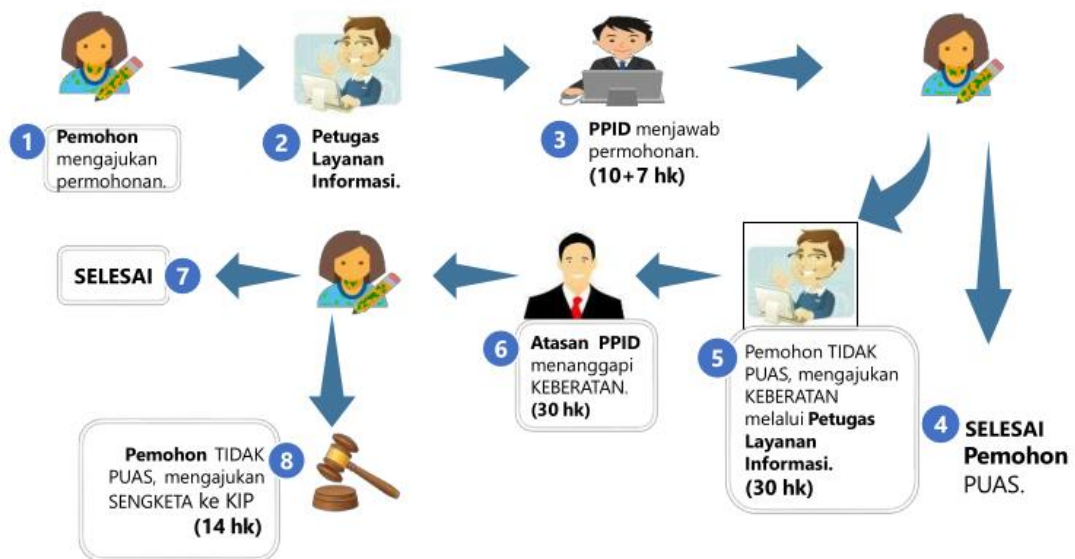 1
Pemohon
mengajukan
permohonan.
2
Petugas
Layanan
Informasi.
3
PPID menjawab
permohonan.
(10+7 hk)
4
SELESAI
Pemohon
PUAS.
5
Pemohon TIDAK
PUAS, mengajukan
KEBERATAN
melalui Petugas
Layanan
Informasi.
(30 hk)
6
Atasan PPID
menanggapi
KEBERATAN.
(30 hk)
SELESAI
7
Pemohon TIDAK
PUAS, mengajukan
SENGKETA ke KIP
(14 hk)
8